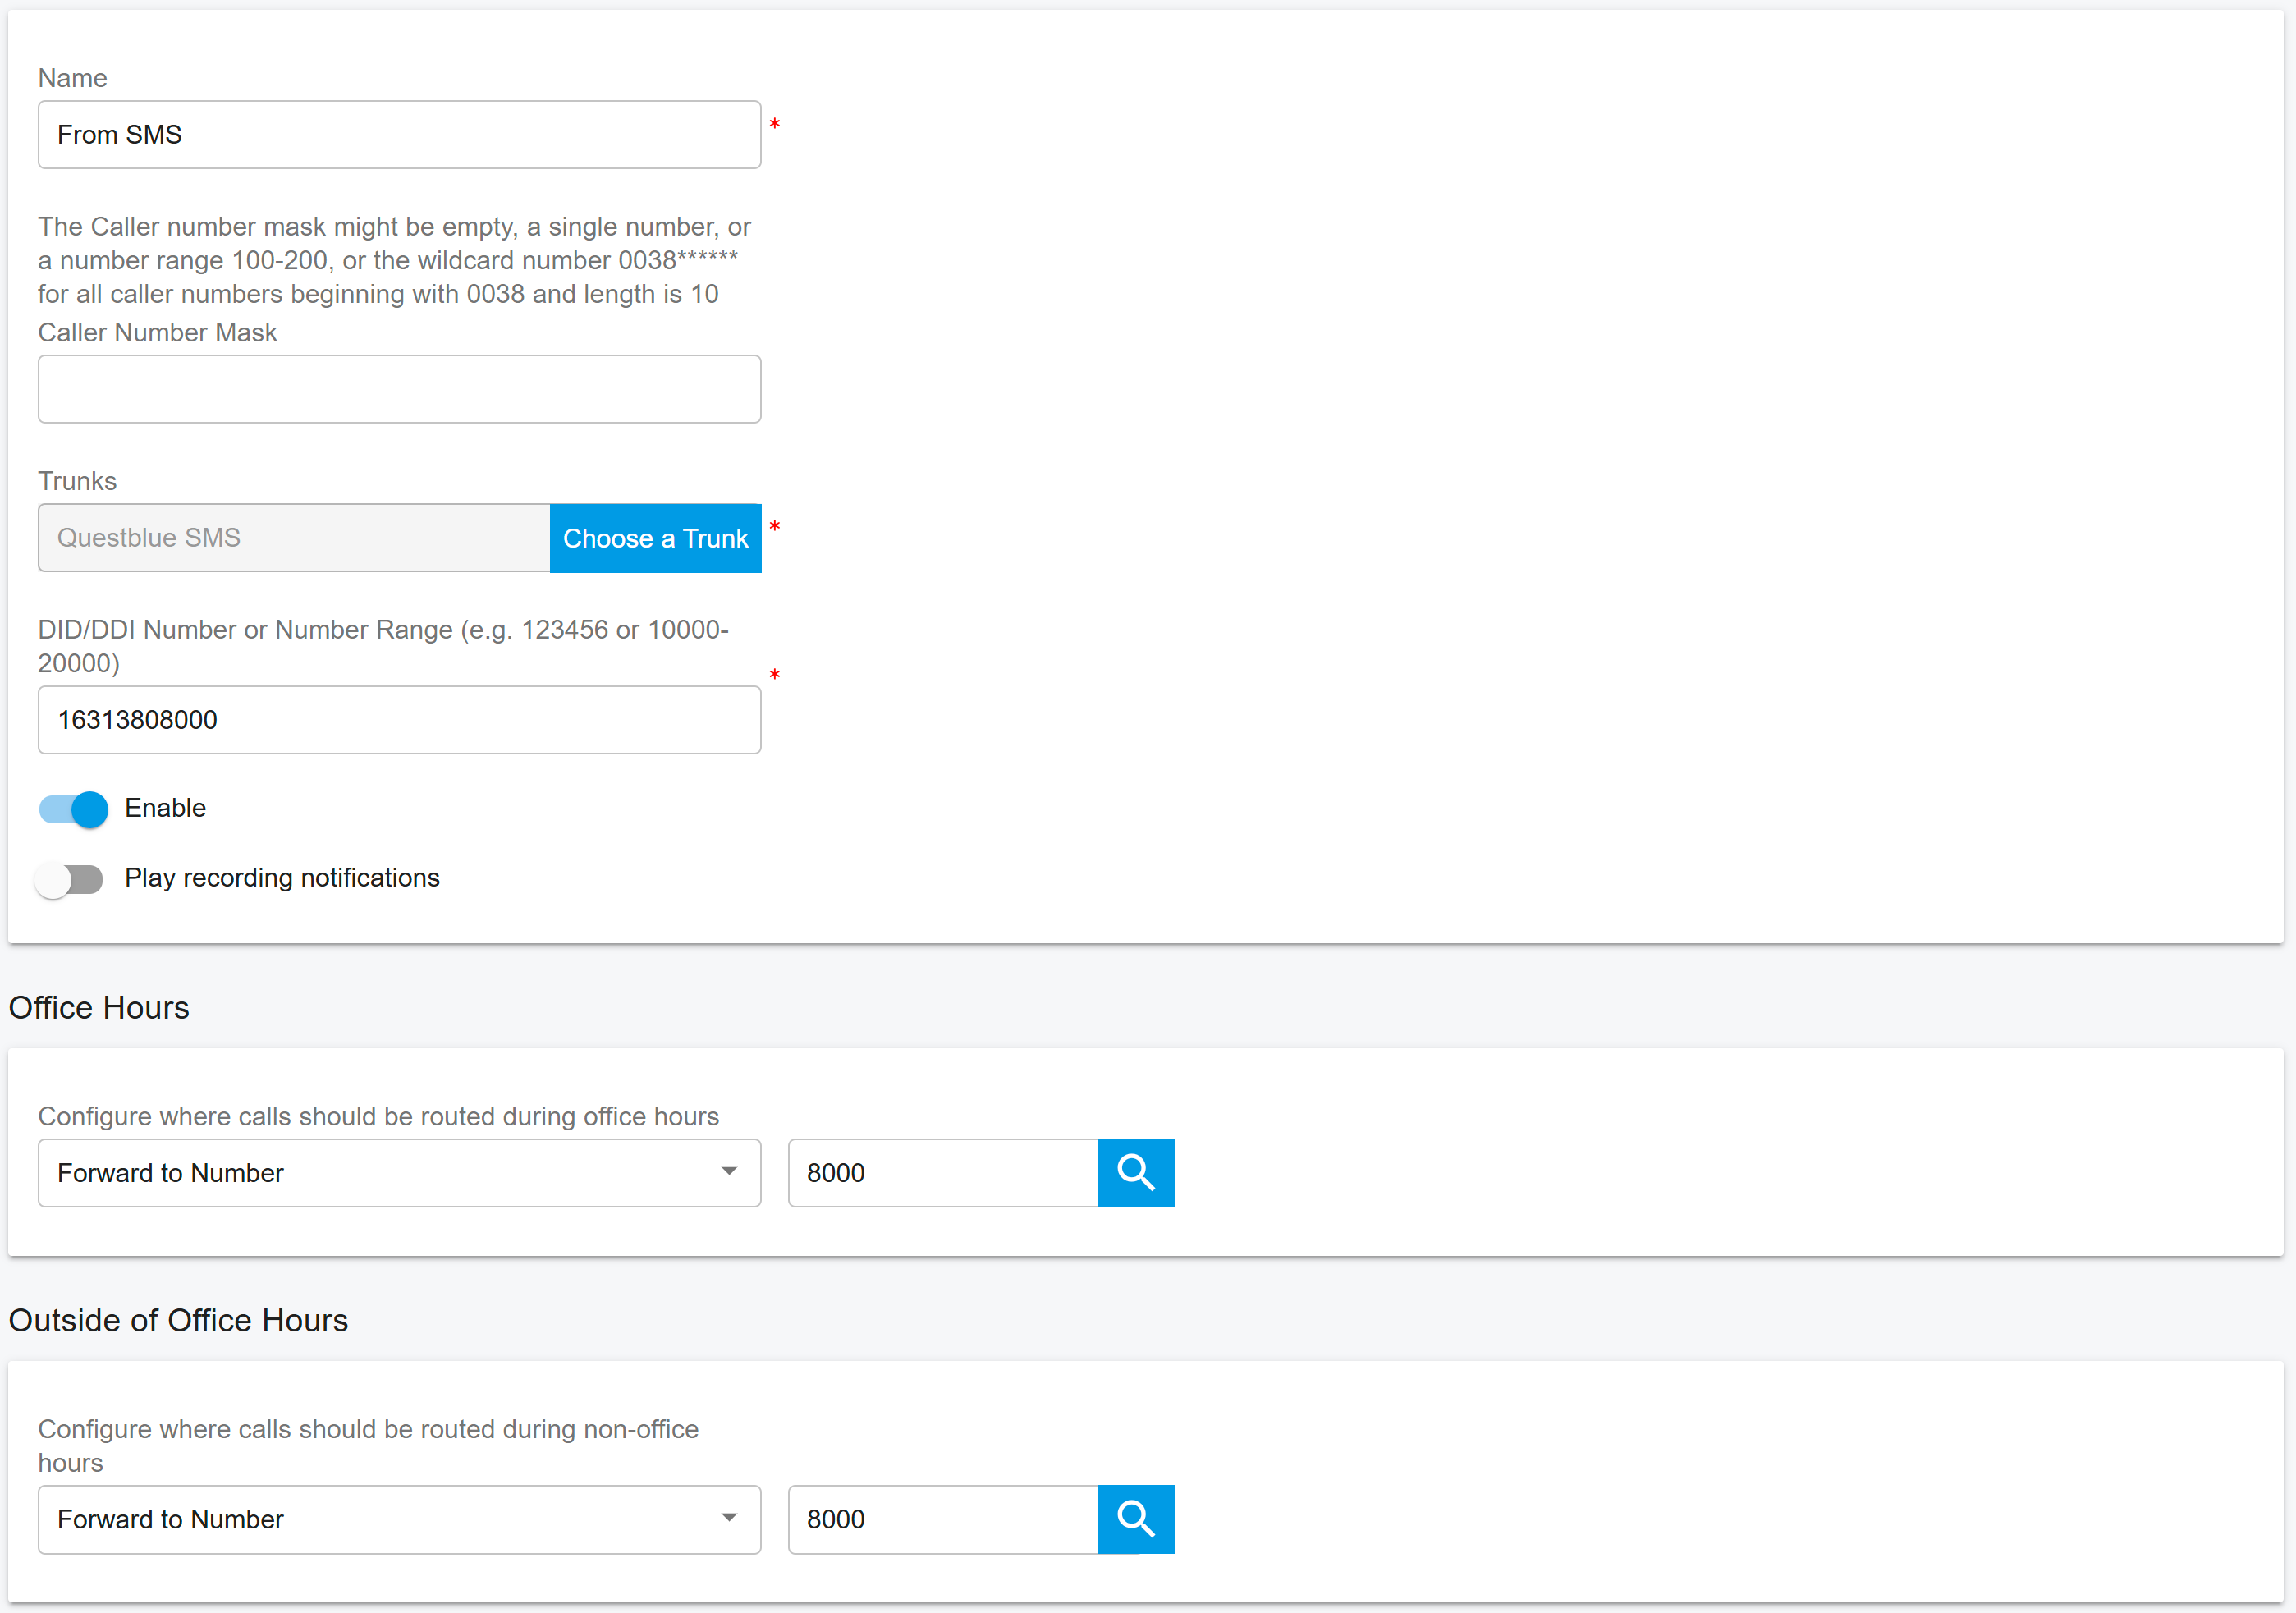 Name
From SMS
*
The Caller number mask might be empty, a single number, or
a number range 100-200, or the wildcard number 0038******
for all caller numbers beginning with 0038 and length is 10
Caller Number Mask
Trunks
Questblue SMS
Choose a Trunk
*
DID/DDI Number or Number Range (e.g. 123456 or 10000-
20000)
*
16313808000
Enable
Play recording notifications
Office Hours
Configure where calls should be routed during office hours
Forward to Number
8000
Outside of Office Hours
Configure where calls should be routed during non-office
hours
Forward to Number
8000